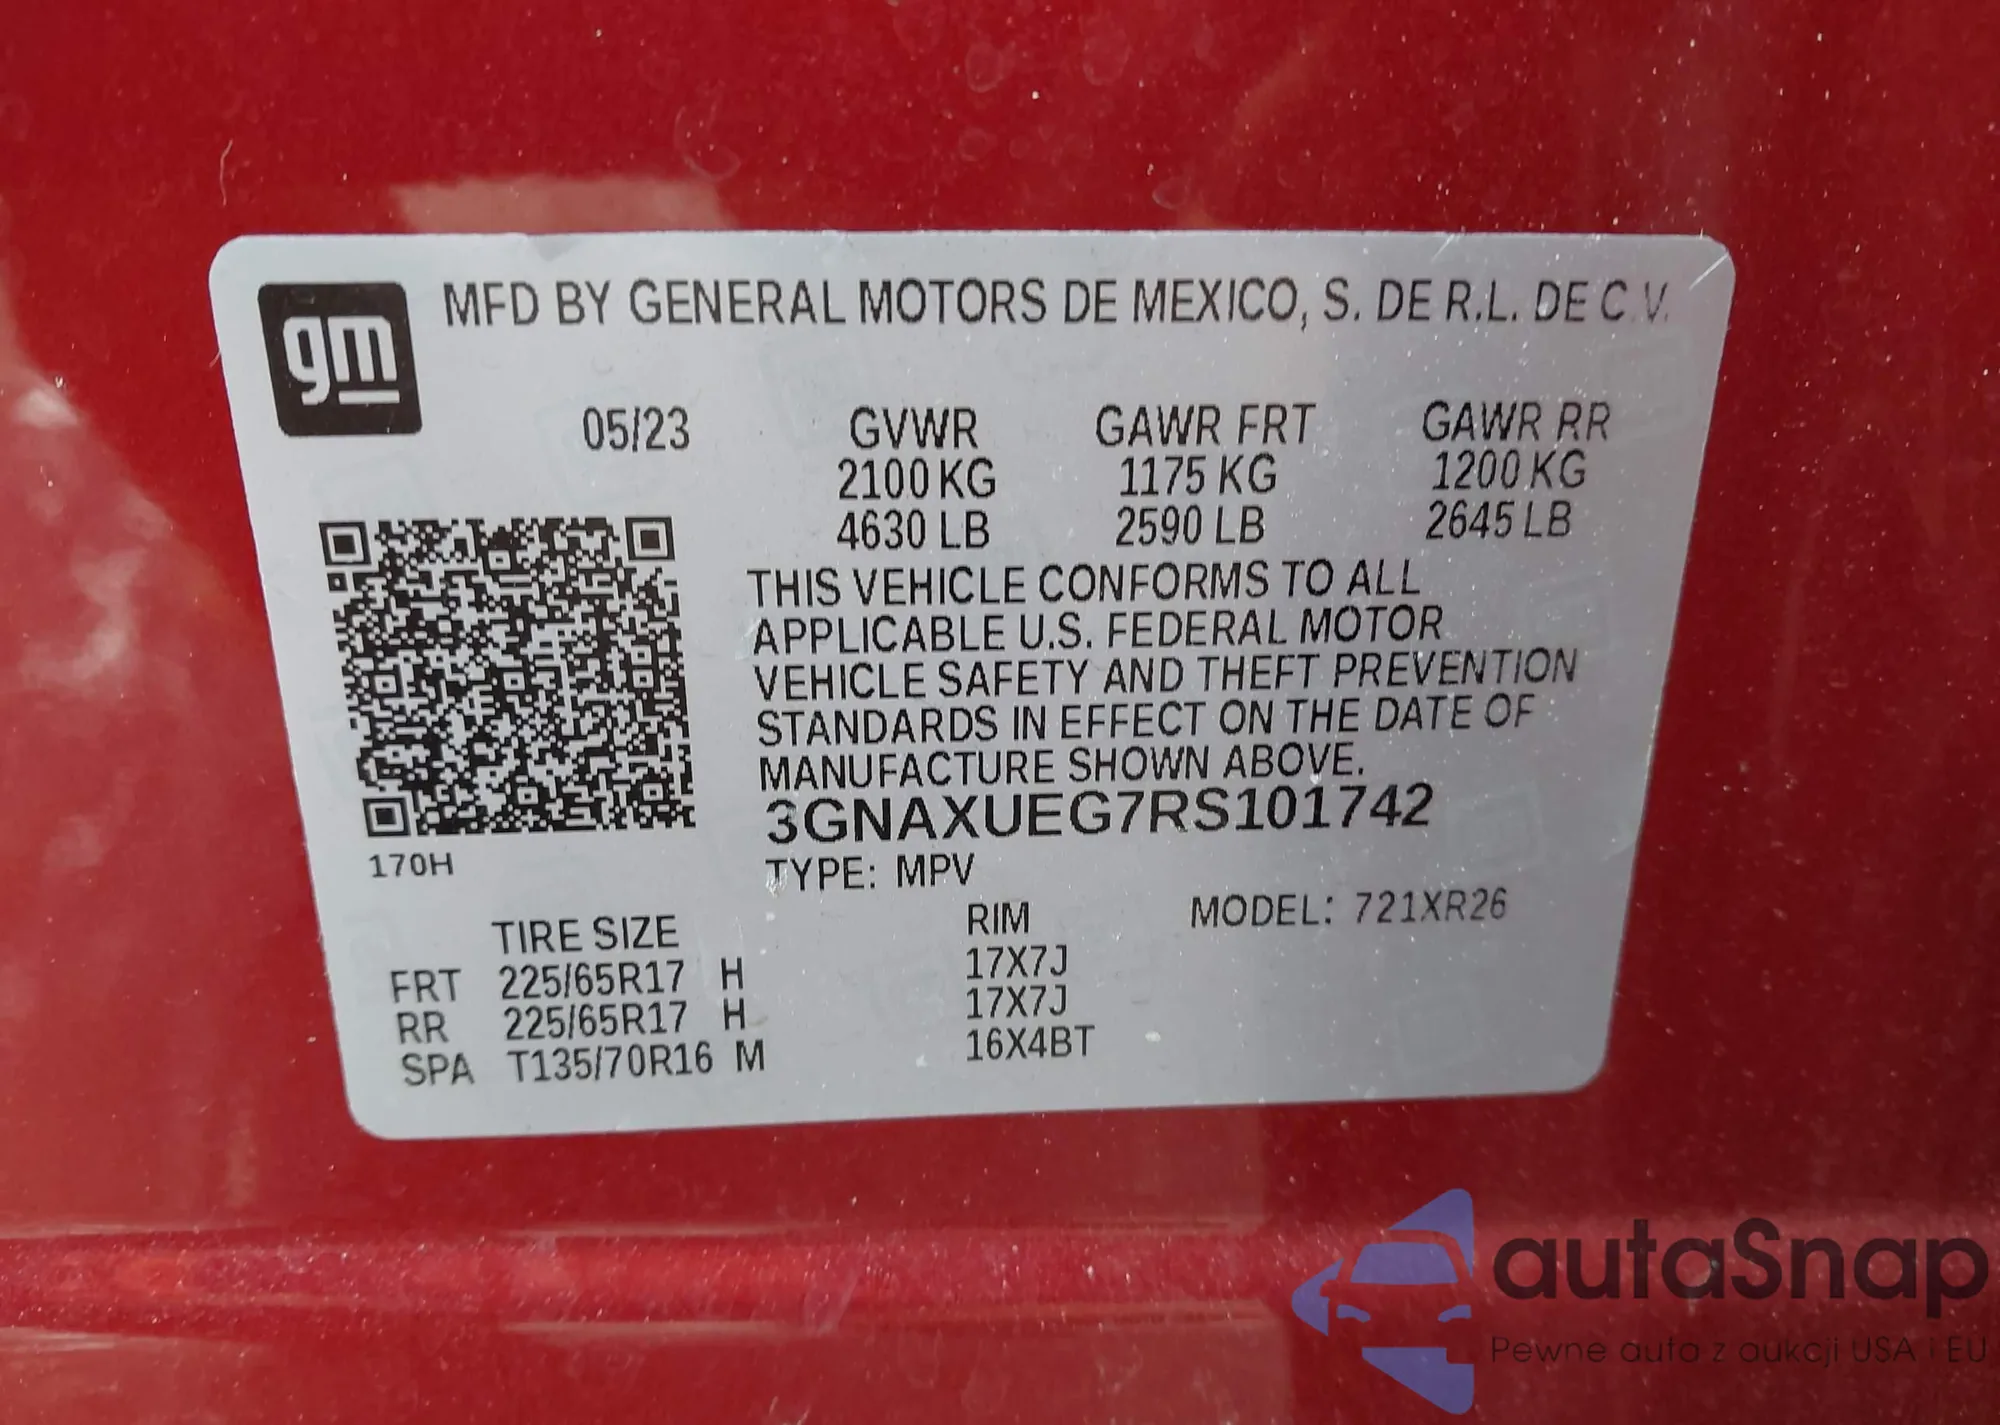 gm
MFD BY GENERAL MOTORS DE MEXICO, S. DE R.L. DE C.V.
05/23 GVWR GAWR FRT GAWR RR
2100 KG 1175 KG 1200 KG
4630 LB 2590 LB 2645 LB
THIS VEHICLE CONFORMS TO ALL
APPLICABLE U.S. FEDERAL MOTOR
VEHICLE SAFETY AND THEFT PREVENTION
STANDARDS IN EFFECT ON THE DATE OF
MANUFACTURE SHOWN ABOVE.
3GNAXUEG7RS101742
170H
TYPE: MPV
MODEL: 721XR26
TIRE SIZE RIM
FRT 225/65R17 H 17X7J
RR 225/65R17 H 17X7J
SPA T135/70R16 M 16X4BT
autaSnap
Pewne auta z aukcji USA i EU